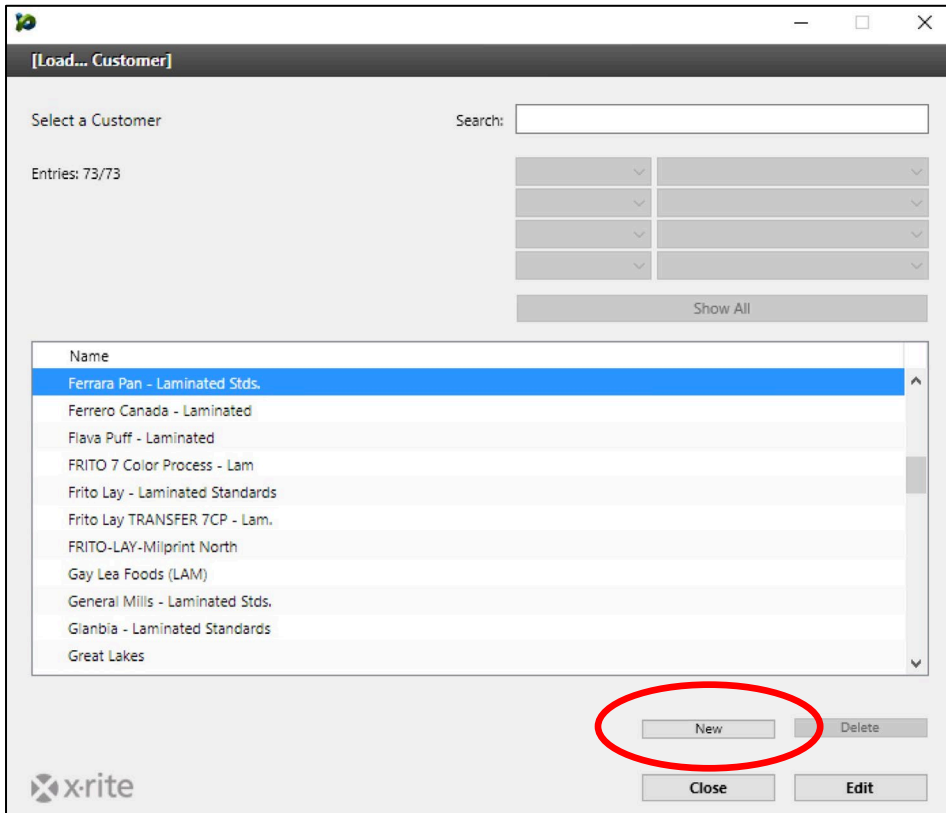 [Load... Customer]
Select a Customer
Search:
Entries: 73/73
Show All
Name
Ferrara Pan - Laminated Stds.
Ferrero Canada - Laminated
Flava Puff - Laminated
FRITO 7 Color Process - Lam
Frito Lay - Laminated Standards
Frito Lay TRANSFER 7CP - Lam.
FRITO-LAY-Milprint North
Gay Lea Foods (LAM)
General Mills - Laminated Stds.
Glanbia - Laminated Standards
Great Lakes
New
Delete
x·rite
Close
Edit